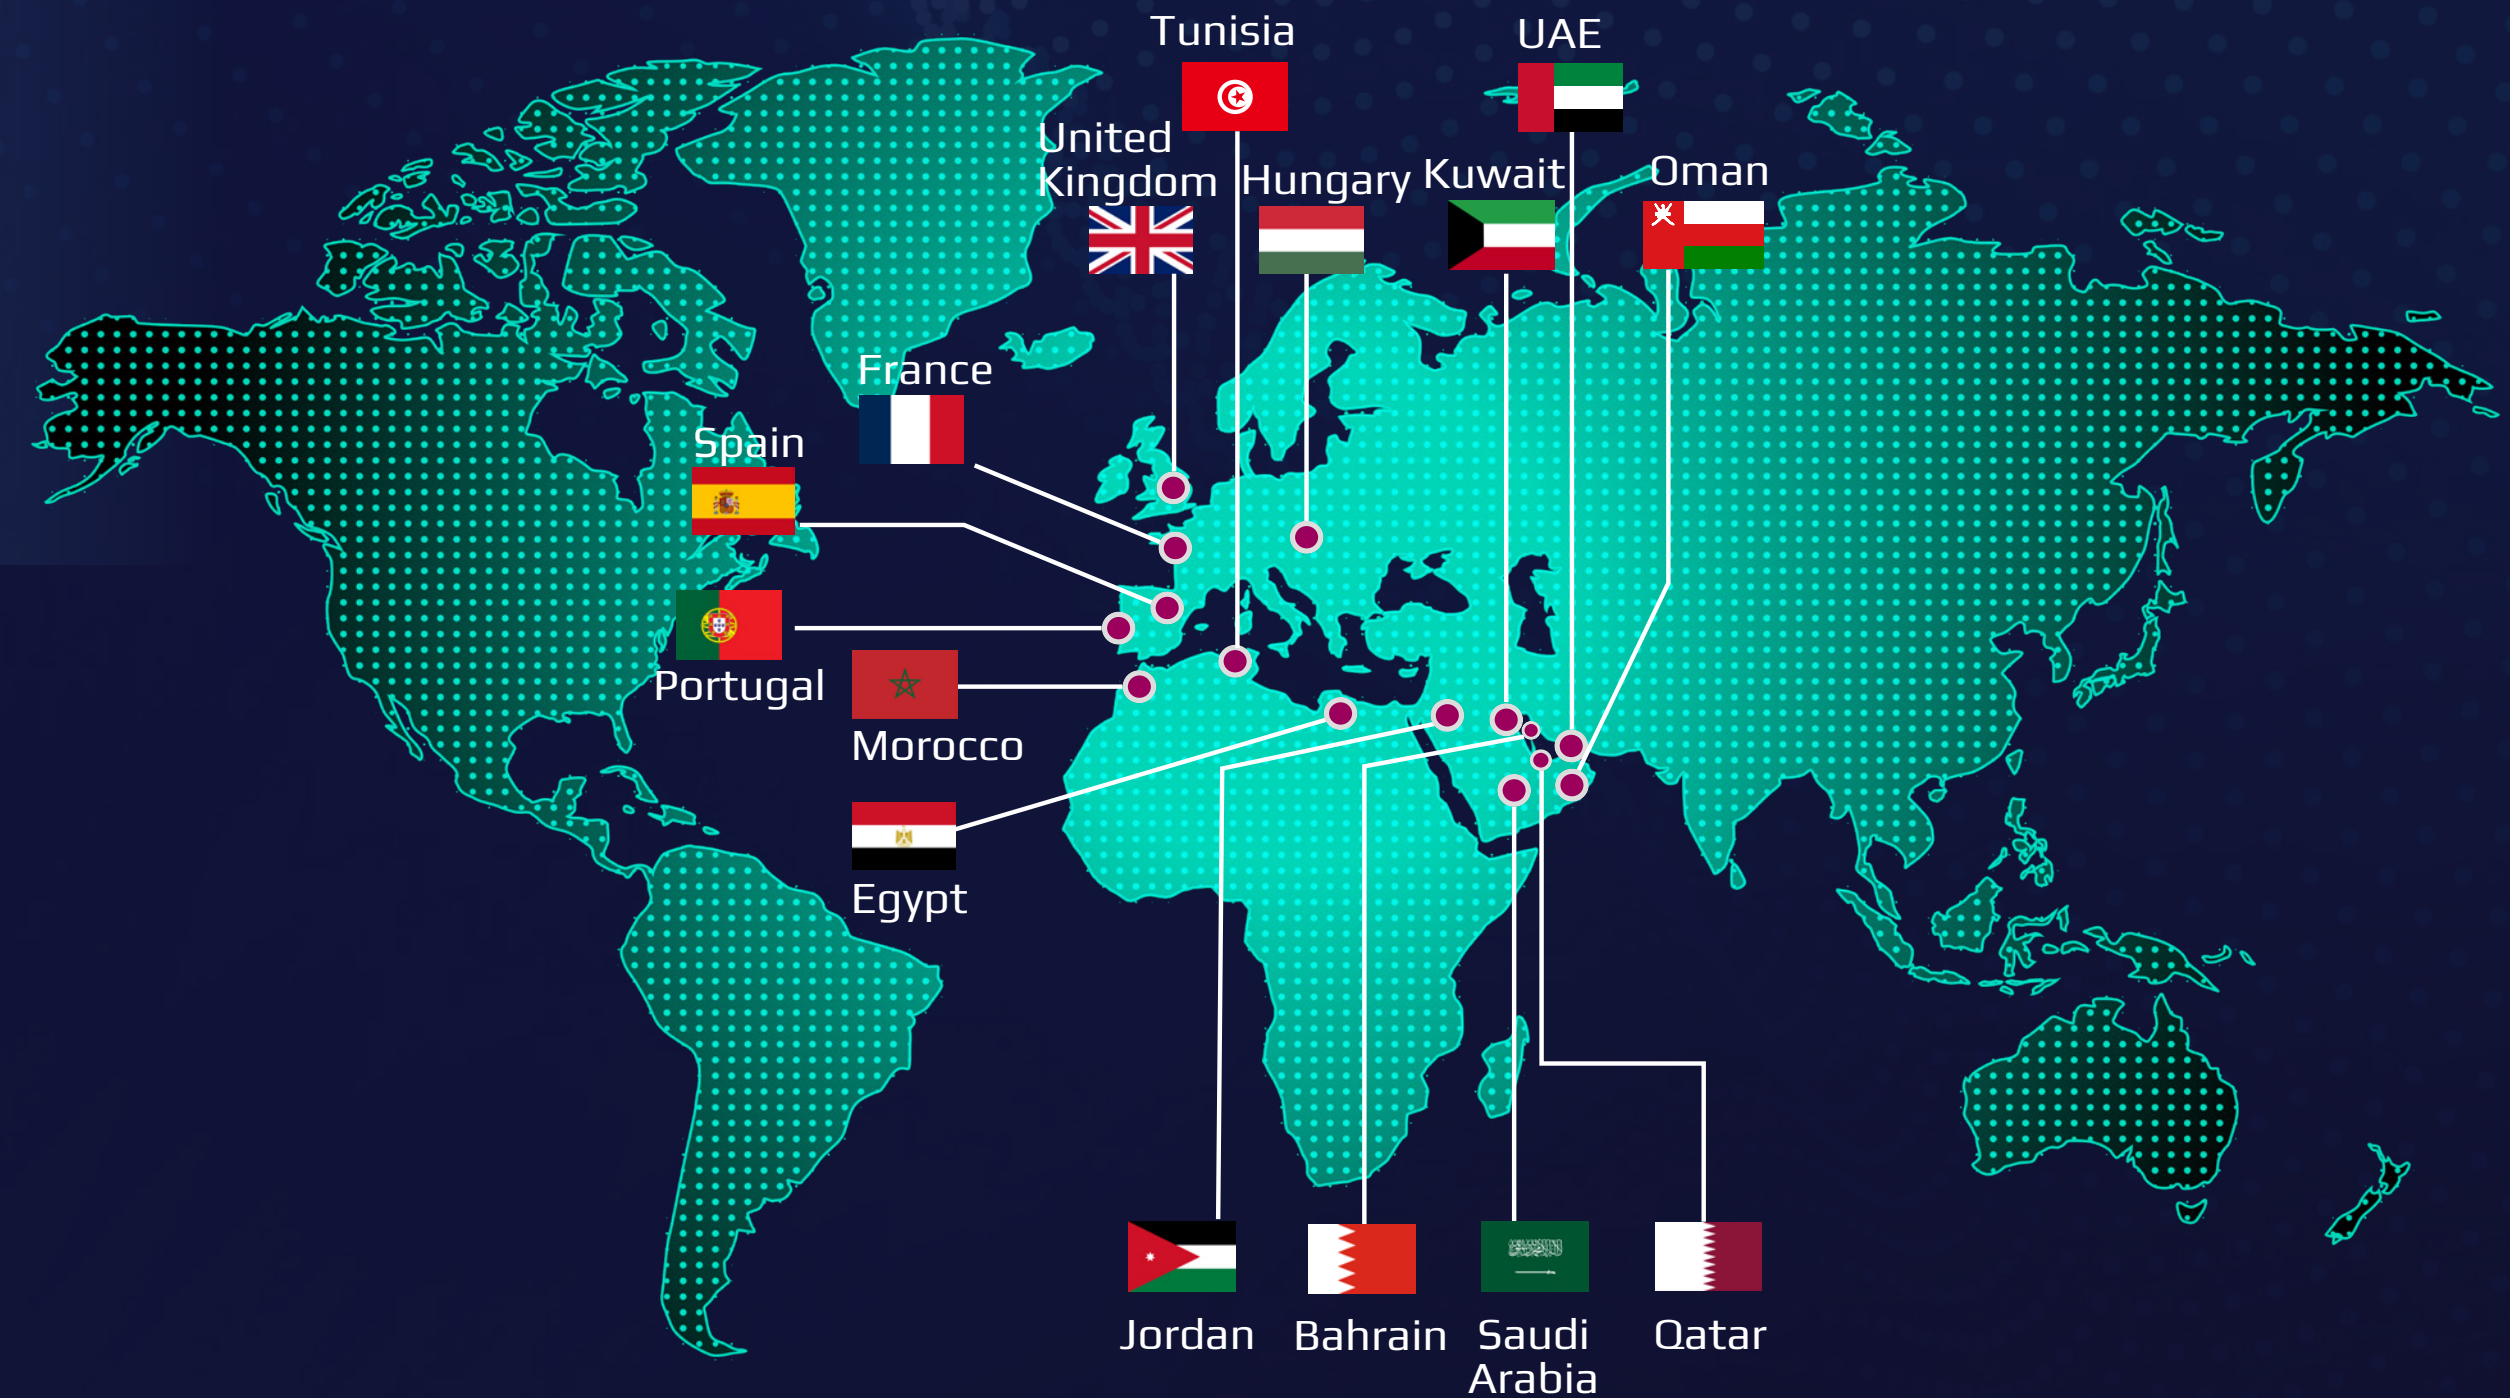 Tunisia
UAE
United
Kingdom
Hungary
Kuwait
Oman
France
Spain
Portugal
Morocco
Egypt
Jordan
Bahrain
Saudi
Arabia
Qatar